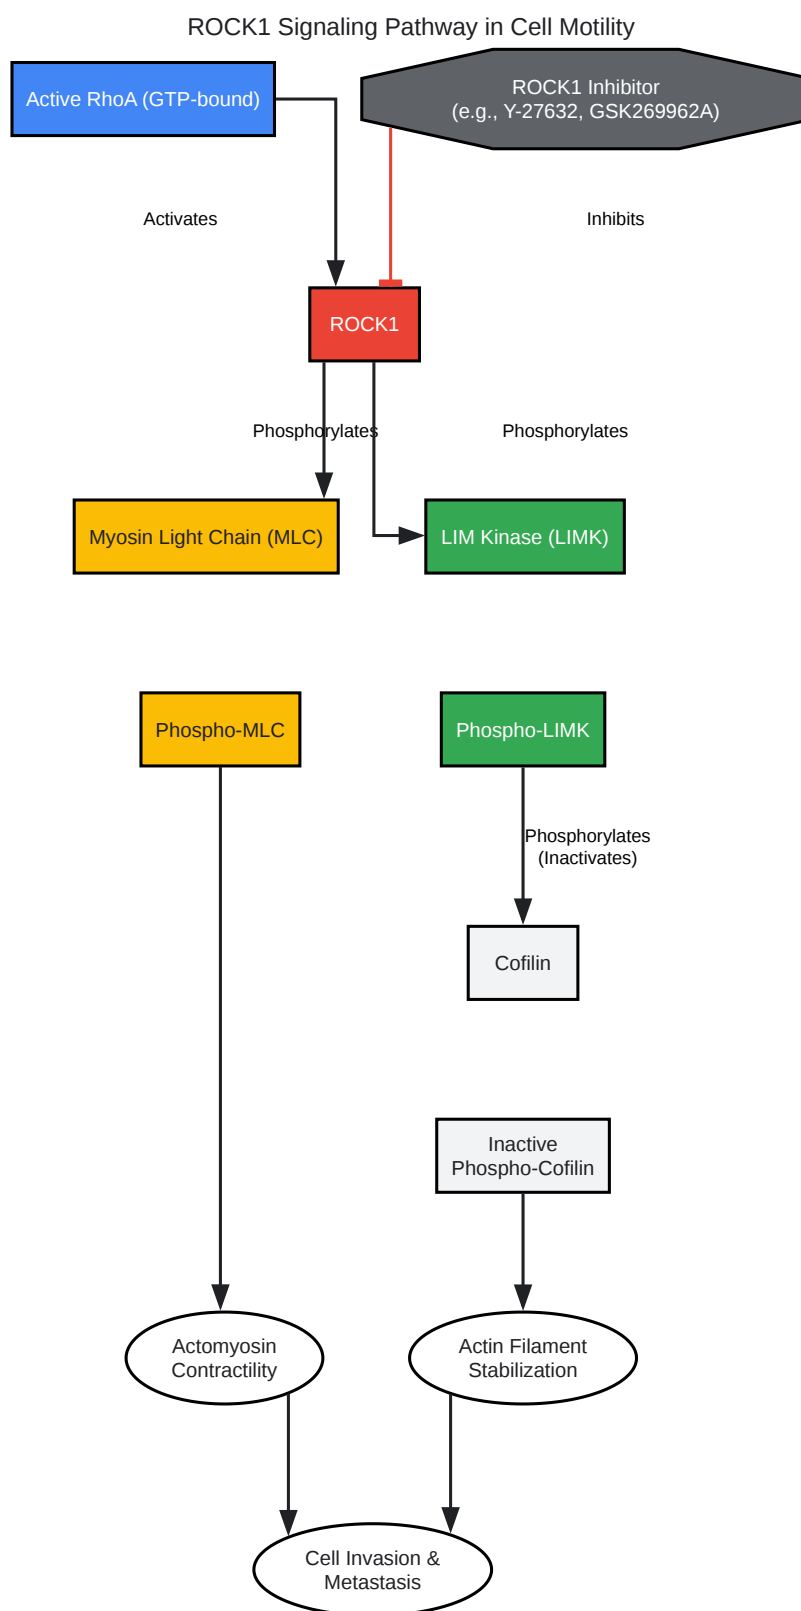 ROCK1 Signaling Pathway in Cell Motility
Active RhoA (GTP-bound)
ROCK1 Inhibitor
(e.g., Y-27632, GSK269962A)
Activates
Inhibits
ROCK1
Phosphorylates
Phosphorylates
Myosin Light Chain (MLC)
LIM Kinase (LIMK)
Phospho-MLC
Phospho-LIMK
Phosphorylates
(Inactivates)
Cofilin
Inactive
Phospho-Cofilin
Actomyosin
Contractility
Actin Filament
Stabilization
Cell Invasion &
Metastasis